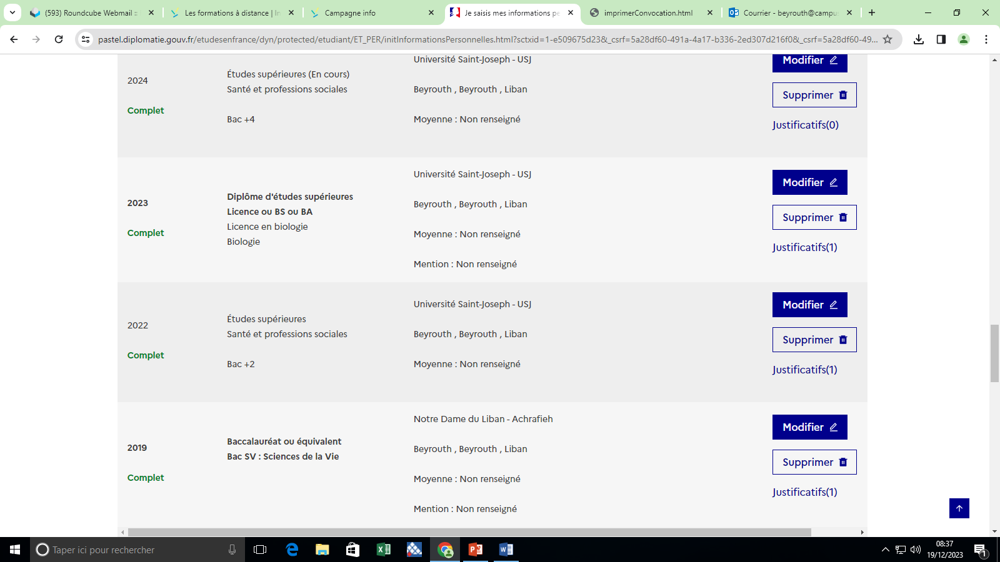 (593) Roundcube Webmail ::
Les formations à distance | In
Campagne info
Je saisis mes informations pe
imprimerConvocation.html
Courrier - beyrouth@campu
pastel.diplomatie.gouv.fr/etudesenfrance/dyn/protected/etudiant/ET_PER/initInformationsPersonnelles.html?sctxid=1-e509675d23&_csrf=5a28df60-491a-4a17-b336-2ed307d216f0&_csrf=5a28df60-49...
Université Saint-Joseph - USJ
Modifier
Études supérieures (En cours)
2024
Santé et professions sociales
Beyrouth , Beyrouth , Liban
Supprimer
Complet
Bac +4
Moyenne : Non renseigné
Justificatifs(0)
Université Saint-Joseph - USJ
Modifier
Diplôme d'études supérieures
2023
Beyrouth , Beyrouth , Liban
Licence ou BS ou BA
Supprimer
Licence en biologie
Complet
Moyenne : Non renseigné
Biologie
Justificatifs(1)
Mention : Non renseigné
Université Saint-Joseph - USJ
Modifier
Études supérieures
2022
Santé et professions sociales
Beyrouth , Beyrouth , Liban
Supprimer
Complet
Bac +2
Moyenne : Non renseigné
Justificatifs(1)
Notre Dame du Liban - Achrafieh
Modifier
Baccalauréat ou équivalent
2019
Beyrouth , Beyrouth , Liban
Bac SV : Sciences de la Vie
Supprimer
Complet
Moyenne : Non renseigné
Justificatifs(1)
Mention : Non renseigné
Taper ici pour rechercher
08:37
19/12/2023
1